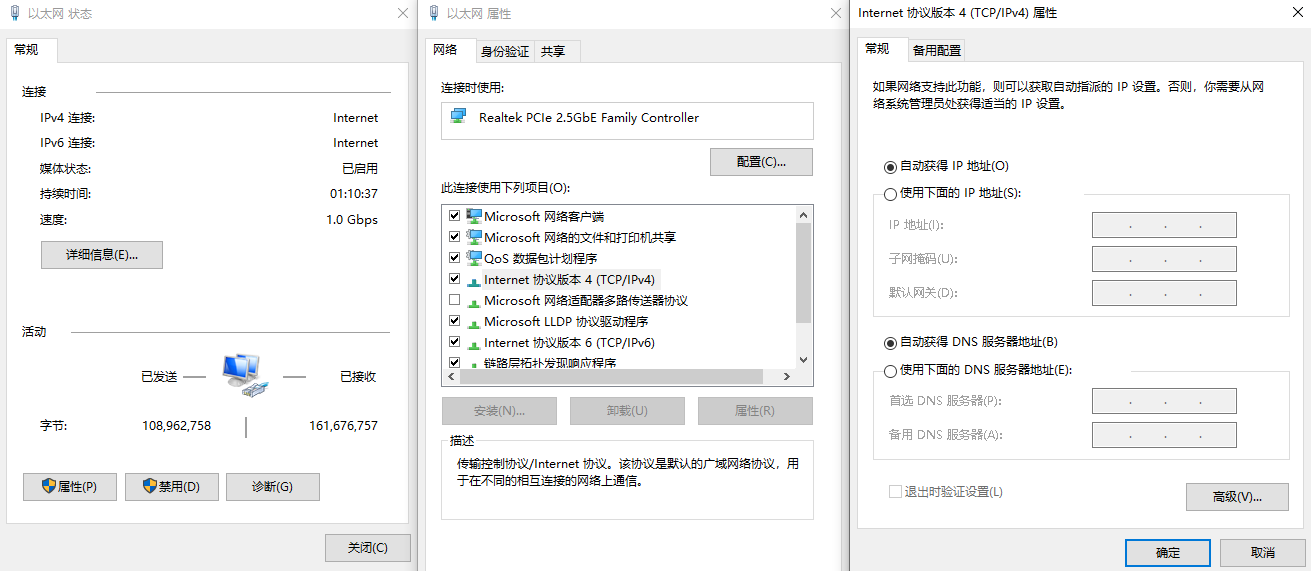 以太网 状态
常规
连接
IPv4 连接: Internet
IPv6 连接: Internet
媒体状态: 已启用
持续时间: 01:10:37
速度: 1.0 Gbps
详细信息(E)...
活动
已发送 已接收
字节: 108,962,758 161,676,757
属性(P) 禁用(D) 诊断(G)
关闭(C)
以太网 属性
网络 身份验证 共享
连接时使用:
Realtek PCIe 2.5GbE Family Controller
配置(C)...
此连接使用下列项目(O):
Microsoft 网络客户端
Microsoft 网络的文件和打印机共享
QoS 数据包计划程序
Internet 协议版本 4 (TCP/IPv4)
Microsoft 网络适配器多路传送器协议
Microsoft LLDP 协议驱动程序
Internet 协议版本 6 (TCP/IPv6)
链路层拓扑发现响应程序
安装(N)... 卸载(U) 属性(R)
描述
传输控制协议/Internet 协议。该协议是默认的广域网络协议，用
于在不同的相互连接的网络上通信。
Internet 协议版本 4 (TCP/IPv4) 属性
常规 备用配置
如果网络支持此功能，则可以获取自动指派的 IP 设置。否则，你需要从网
络系统管理员处获得适当的 IP 设置。
自动获得 IP 地址(O)
使用下面的 IP 地址(S):
IP 地址(I): . . .
子网掩码(U): . . .
默认网关(D): . . .
自动获得 DNS 服务器地址(B)
使用下面的 DNS 服务器地址(E):
首选 DNS 服务器(P): . . .
备用 DNS 服务器(A): . . .
退出时验证设置(L)
高级(V)...
确定 取消